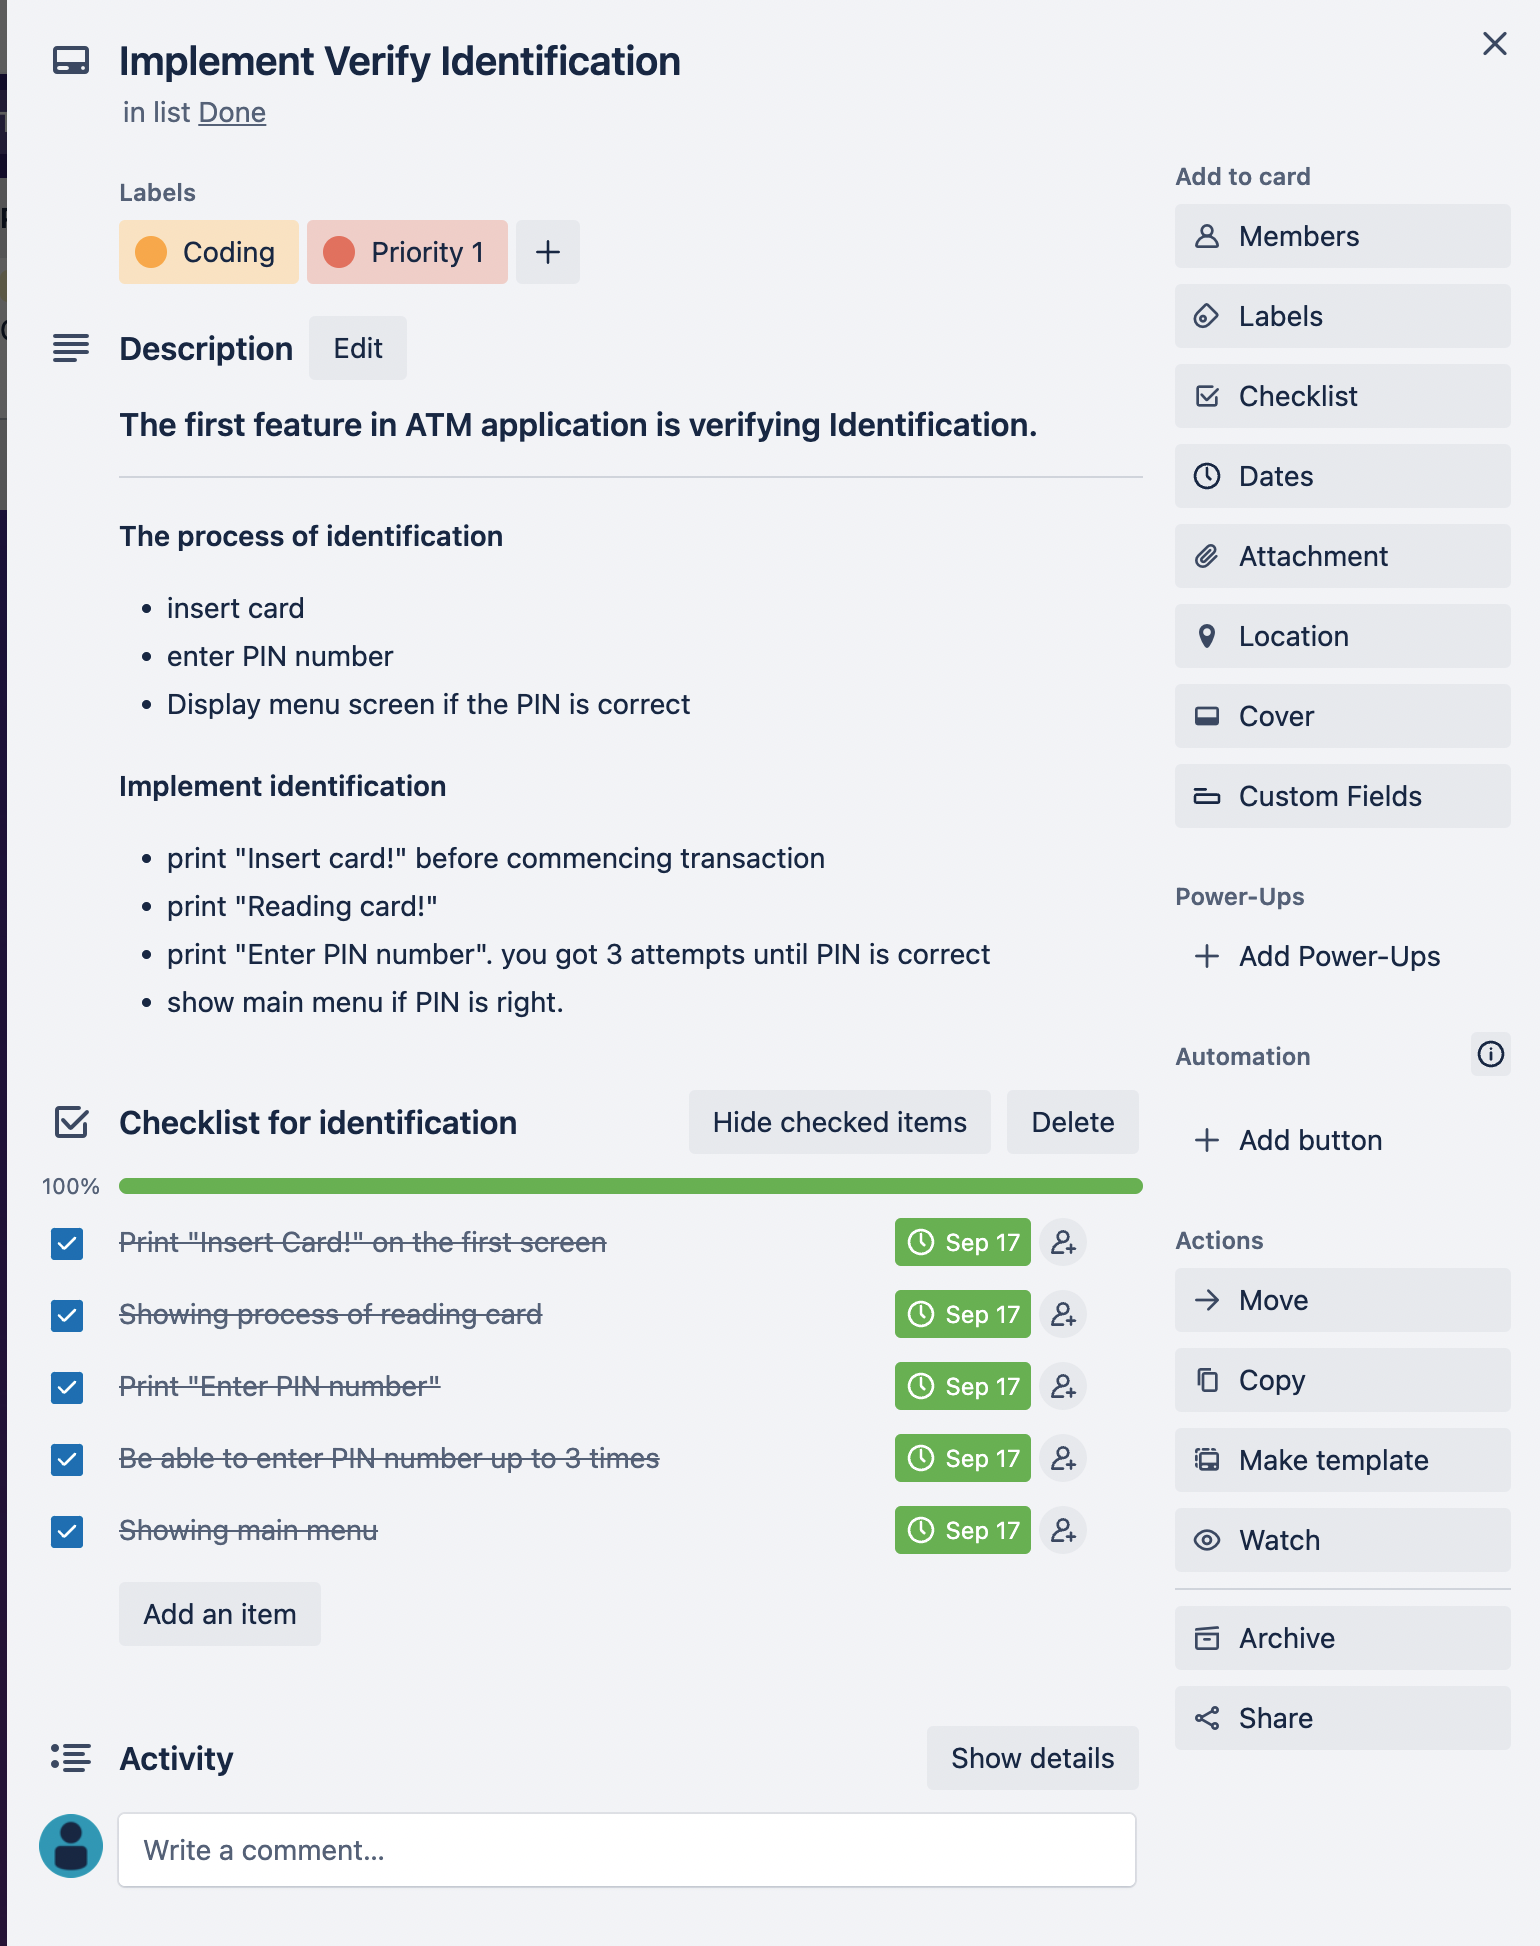 Implement Verify Identification
in list Done
Labels
Coding
Priority 1
Description
Edit
The first feature in ATM application is verifying Identification.
The process of identification
• insert card
• enter PIN number
• Display menu screen if the PIN is correct
Implement identification
• print "Insert card!" before commencing transaction
• print "Reading card!"
• print "Enter PIN number". you got 3 attempts until PIN is correct
• show main menu if PIN is right.
Checklist for identification
Hide checked items
Delete
100%
Print "Insert Card!" on the first screen
Sep 17
Showing process of reading card
Sep 17
Print "Enter PIN number"
Sep 17
Be able to enter PIN number up to 3 times
Sep 17
Showing main menu
Sep 17
Add an item
Activity
Show details
Write a comment...
Add to card
Members
Labels
Checklist
Dates
Attachment
Location
Cover
Custom Fields
Power-Ups
Add Power-Ups
Automation
Add button
Actions
Move
Copy
Make template
Watch
Archive
Share